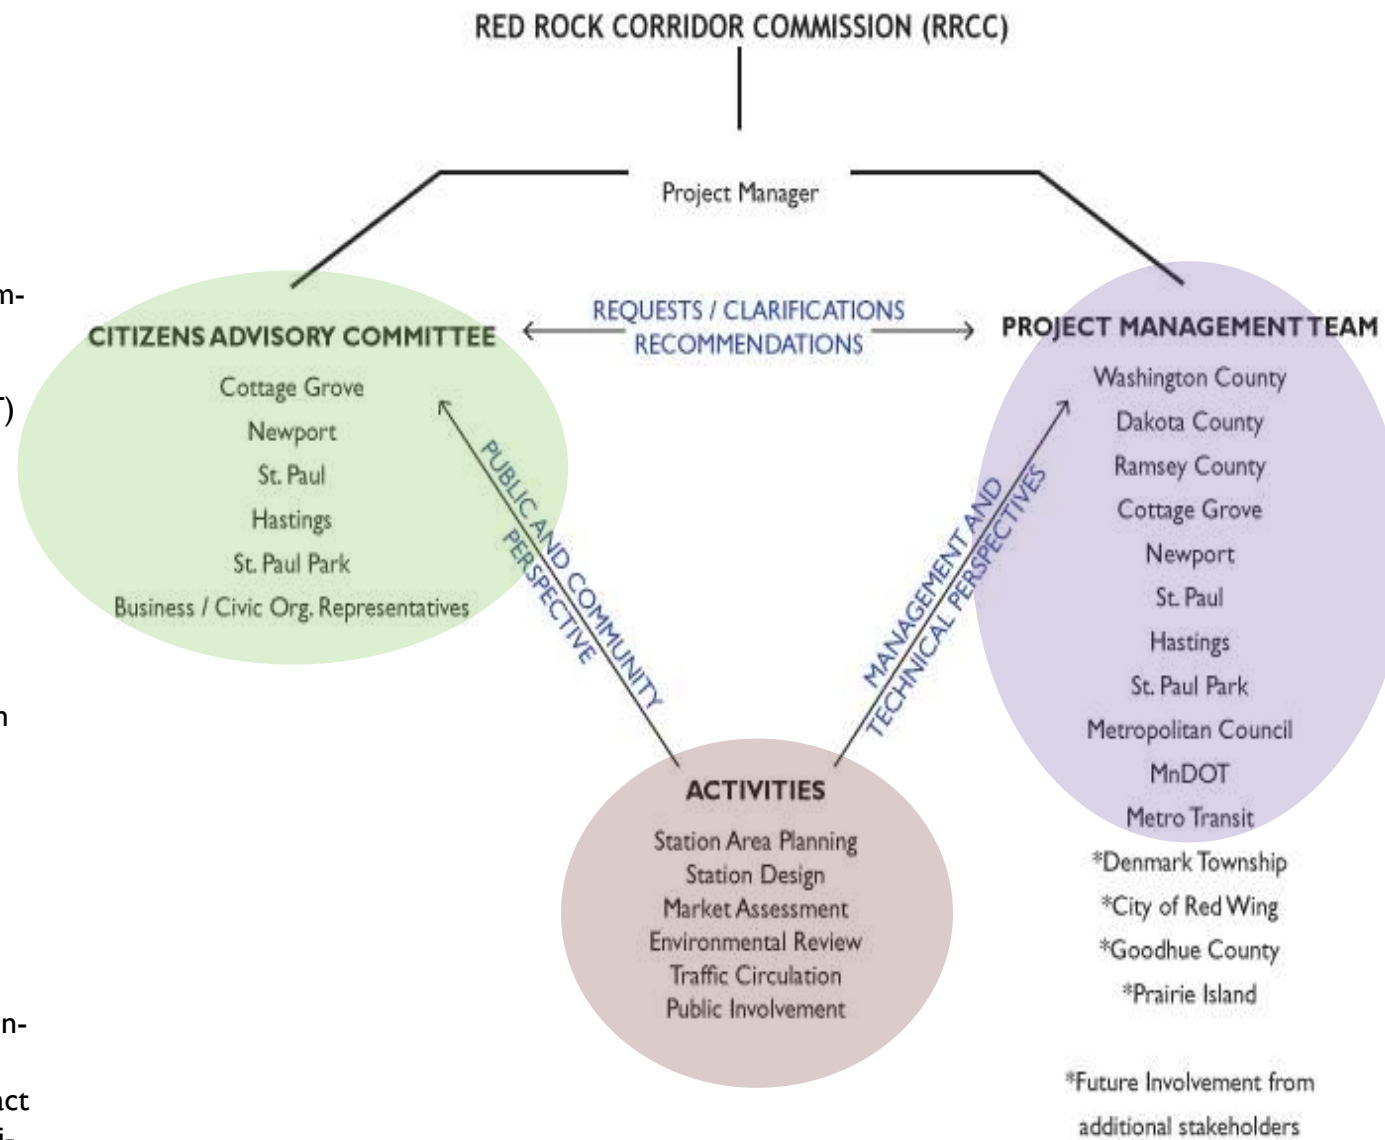 RED ROCK CORRIDOR COMMISSION (RRCC)
Project Manager
m-
T)
n
n-
act
i-
CITIZENS ADVISORY COMMITTEE
Cottage Grove
Newport
St. Paul
Hastings
St. Paul Park
Business / Civic Org. Representatives
REQUESTS / CLARIFICATIONS
RECOMMENDATIONS
PROJECT MANAGEMENT TEAM
Washington County
Dakota County
Ramsey County
Cottage Grove
Newport
St. Paul
Hastings
St. Paul Park
Metropolitan Council
MnDOT
Metro Transit
*Denmark Township
*City of Red Wing
*Goodhue County
*Prairie Island
*Future Involvement from
additional stakeholders
PUBLIC AND COMMUNITY
PERSPECTIVE
MANAGEMENT AND
TECHNICAL PERSPECTIVES
ACTIVITIES
Station Area Planning
Station Design
Market Assessment
Environmental Review
Traffic Circulation
Public Involvement